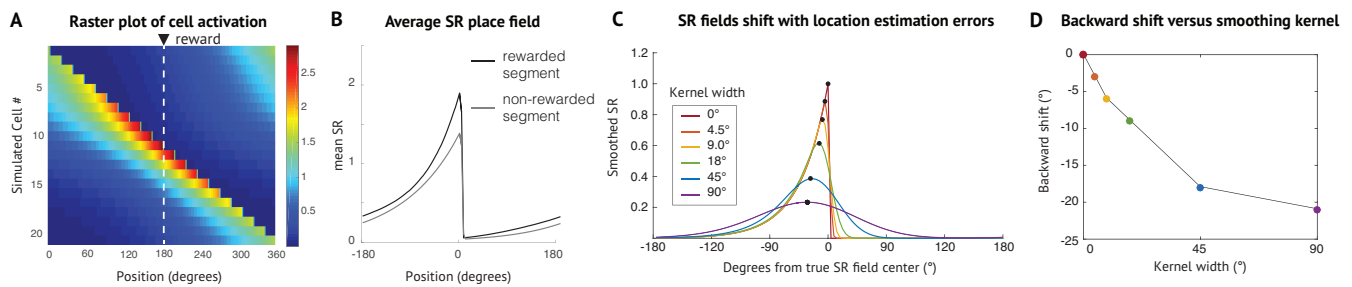 A
Raster plot of cell activation
▼ reward
Simulated Cell #
5
10
15
20
0 60 120 180 240 300 360
Position (degrees)
2.5
2
1.5
1
0.5
B
Average SR place field
mean SR
2
1
0
-180 0 180
Position (degrees)
rewarded
segment
non-rewarded
segment
C
SR fields shift with location estimation errors
Smoothed SR
1.2
1.0
0.8
0.6
0.4
0.2
Kernel width
0°
4.5°
9.0°
18°
45°
90°
-180 -120 -90 0 90 120 180
Degrees from true SR field center (°)
D
Backward shift versus smoothing kernel
Backward shift (°)
0
-5
-10
-15
-20
-25
0 45 90
Kernel width (°)